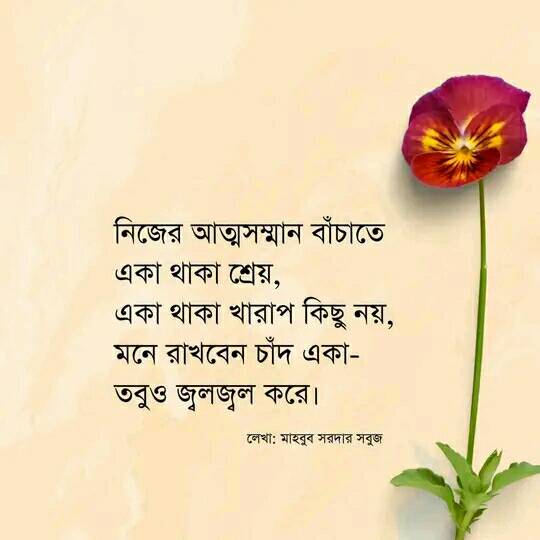 নিজের আত্মসম্মান বাঁচাতে
একা থাকা শ্রেয়,
একা থাকা খারাপ কিছু নয়,
মনে রাখবেন চাঁদ একা-
তবুও জ্বলজ্বল করে।
লেখা: মাহবুব সরদার সবুজ